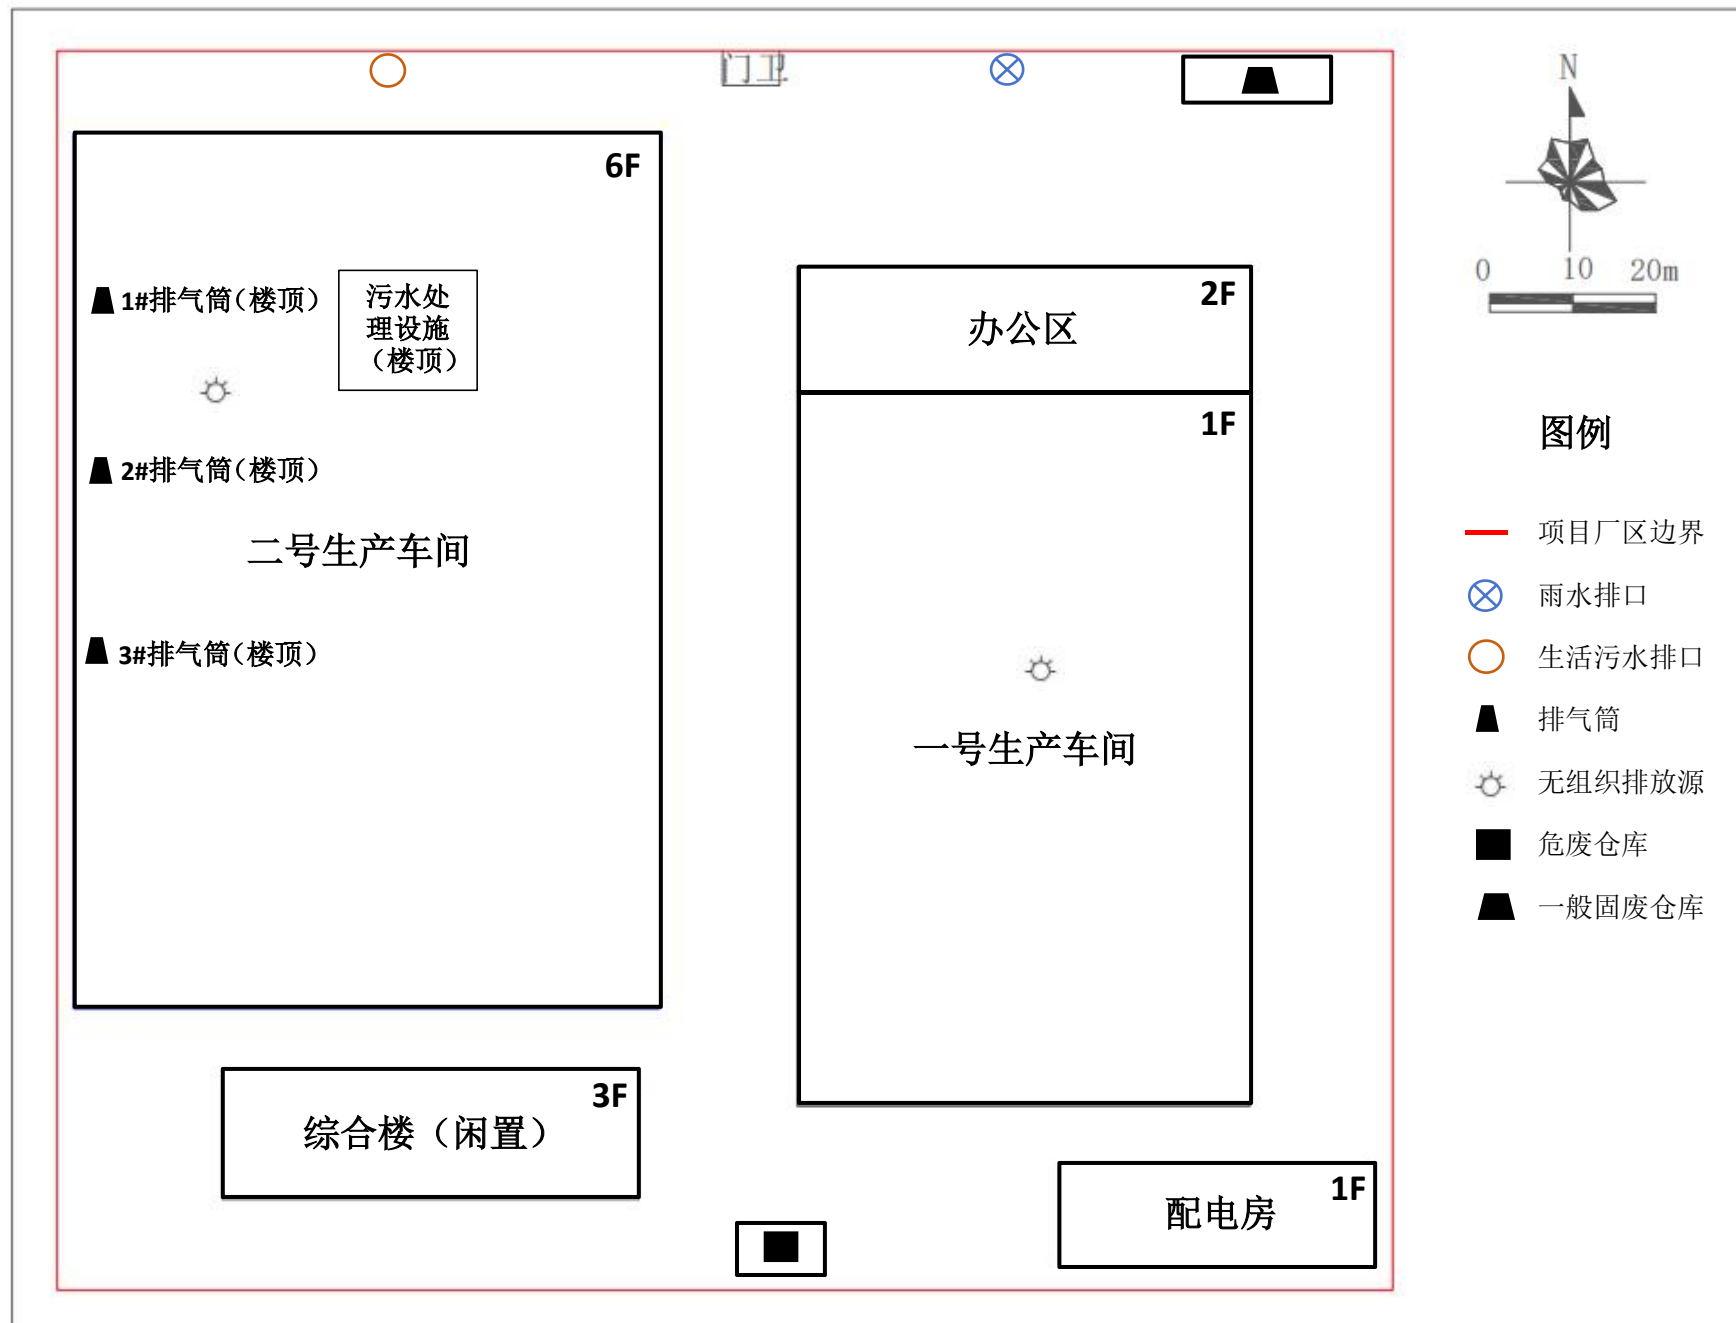 门卫
N
0 10 20m
6F
1#排气筒（楼顶）
污水处
理设施
（楼顶）
2F
办公区
1F
图例
2#排气筒（楼顶）
二号生产车间
项目厂区边界
雨水排口
3#排气筒（楼顶）
生活污水排口
排气筒
一号生产车间
无组织排放源
危废仓库
一般固废仓库
3F
综合楼（闲置）
1F
配电房